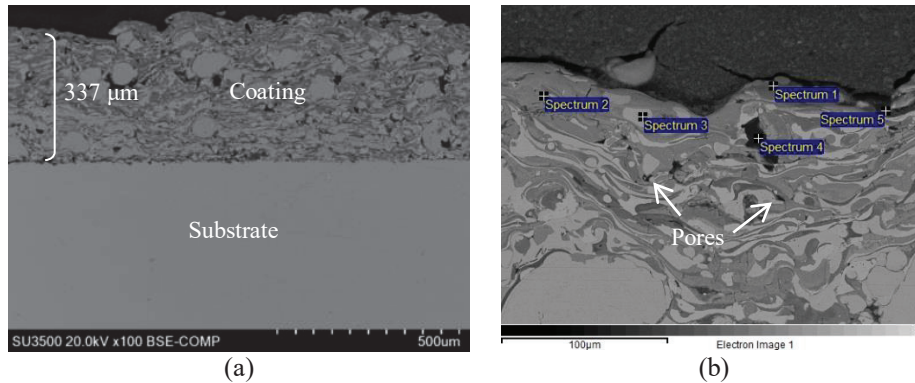 337 μm
Coating
Substrate
SU3500 20.0kV x100 BSE-COMP
500um
(a)
Spectrum 1
Spectrum 2
Spectrum 5
Spectrum 3
Spectrum 4
Pores
100μm
Electron Image 1
(b)